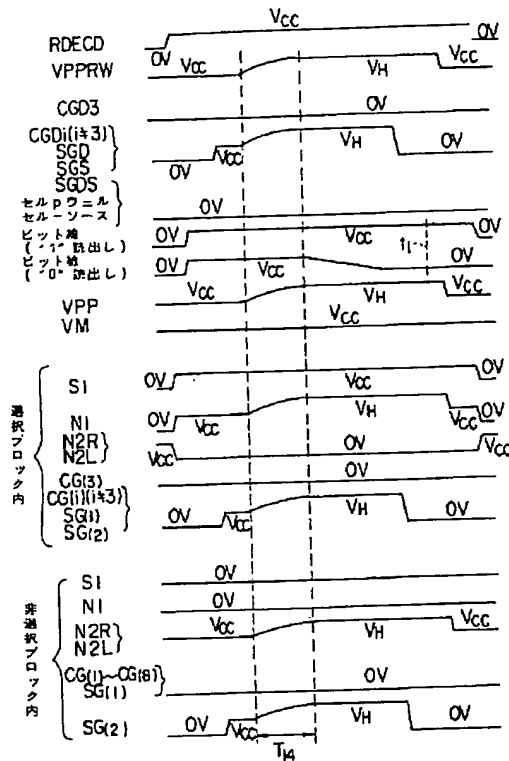 VCC
RDECD 0V 0V
VPPRW VCC VH VCC
CGD3 0V
CGDi(i≒3) VH
SGD VCC
SGS 0V 0V
SGDS 0V
セルpウエル
セル-ソース
ビット線 0V VCC 0V
("1"読出し) t1
ビット線 0V VCC 0V
("0"読出し)
VPP VCC VH VCC
VM VCC
選択ブロック内
S1 0V VCC 0V
N1 0V VCC VH VCC 0V
N2R VCC 0V VCC
N2L
CG(3) 0V
CG(i)(i≒3)
SG(1) 0V VCC VH 0V
SG(2)
非選択ブロック内
S1 0V
N1 0V
N2R VCC VH VCC
N2L
CG(1)~CG(8) 0V
SG(1)
SG(2) 0V VCC VH 0V
T14